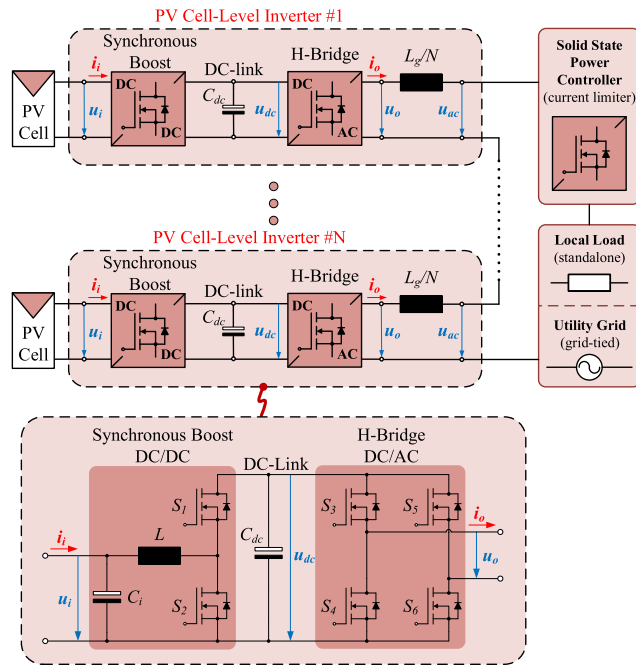 PV Cell-Level Inverter #1
Synchronous
Boost
DC-link
H-Bridge
i_i
i_o
L_g/N
PV
Cell
u_i
DC
DC
C_dc
u_dc
DC
AC
u_o
u_ac
Solid State
Power
Controller
(current limiter)
PV Cell-Level Inverter #N
Synchronous
Boost
DC-link
H-Bridge
i_i
i_o
L_g/N
PV
Cell
u_i
DC
DC
C_dc
u_dc
DC
AC
u_o
u_ac
Local Load
(standalone)
Utility Grid
(grid-tied)
Synchronous Boost
DC/DC
DC-Link
H-Bridge
DC/AC
S_1
S_3
S_5
i_i
L
C_dc
u_dc
i_o
u_o
u_i
C_i
S_2
S_4
S_6